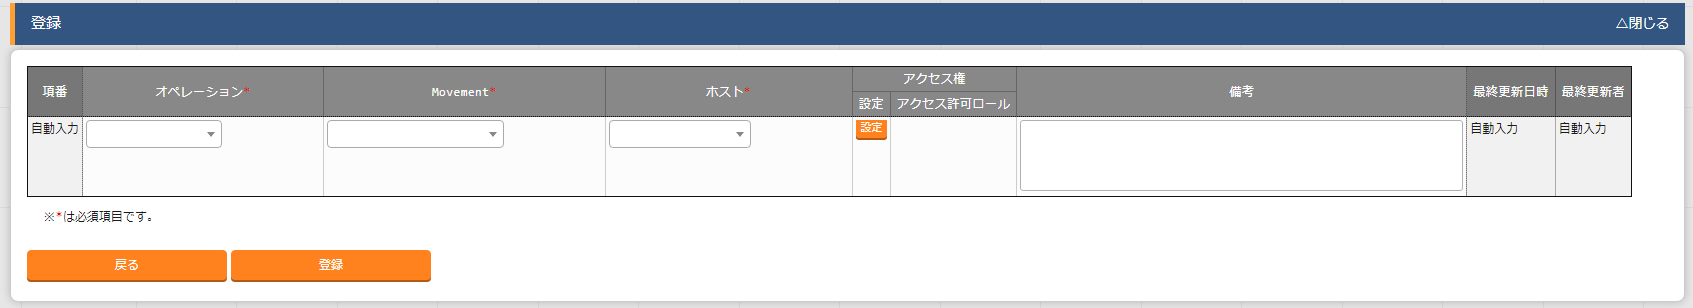 登録
△閉じる
項番 オペレーション* Movement* ホスト* アクセス権 備考 最終更新日時 最終更新者
設定 アクセス許可ロール
自動入力 設定 自動入力 自動入力
※*は必須項目です。
戻る 登録